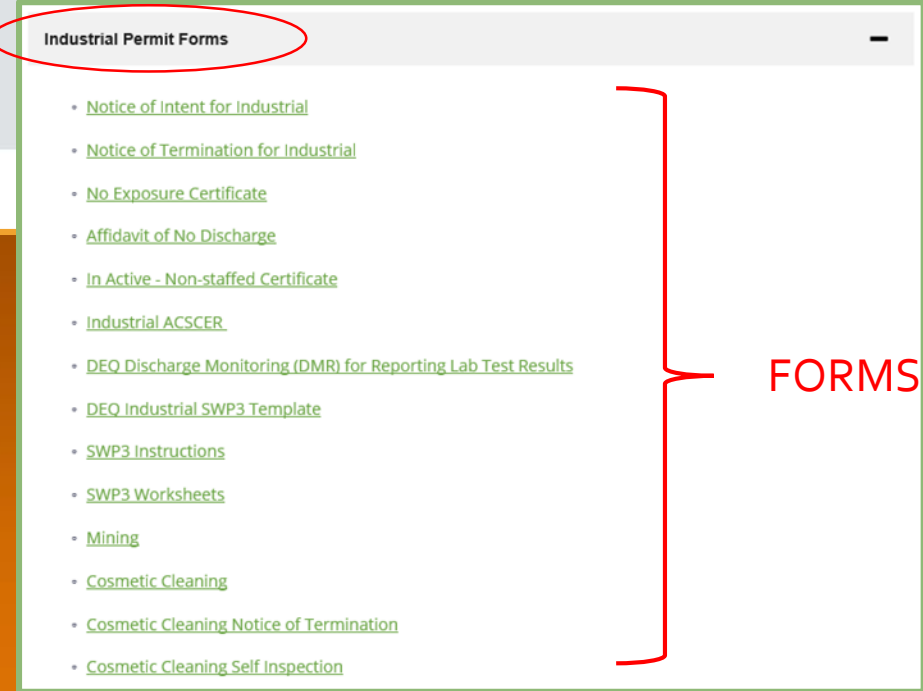 Industrial Permit Forms
Notice of Intent for Industrial
Notice of Termination for Industrial
No Exposure Certificate
Affidavit of No Discharge
In Active - Non-staffed Certificate
Industrial ACSCER
DEQ Discharge Monitoring (DMR) for Reporting Lab Test Results
FORMS
DEQ Industrial SWP3 Template
SWP3 Instructions
SWP3 Worksheets
Mining
Cosmetic Cleaning
Cosmetic Cleaning Notice of Termination
Cosmetic Cleaning Self Inspection